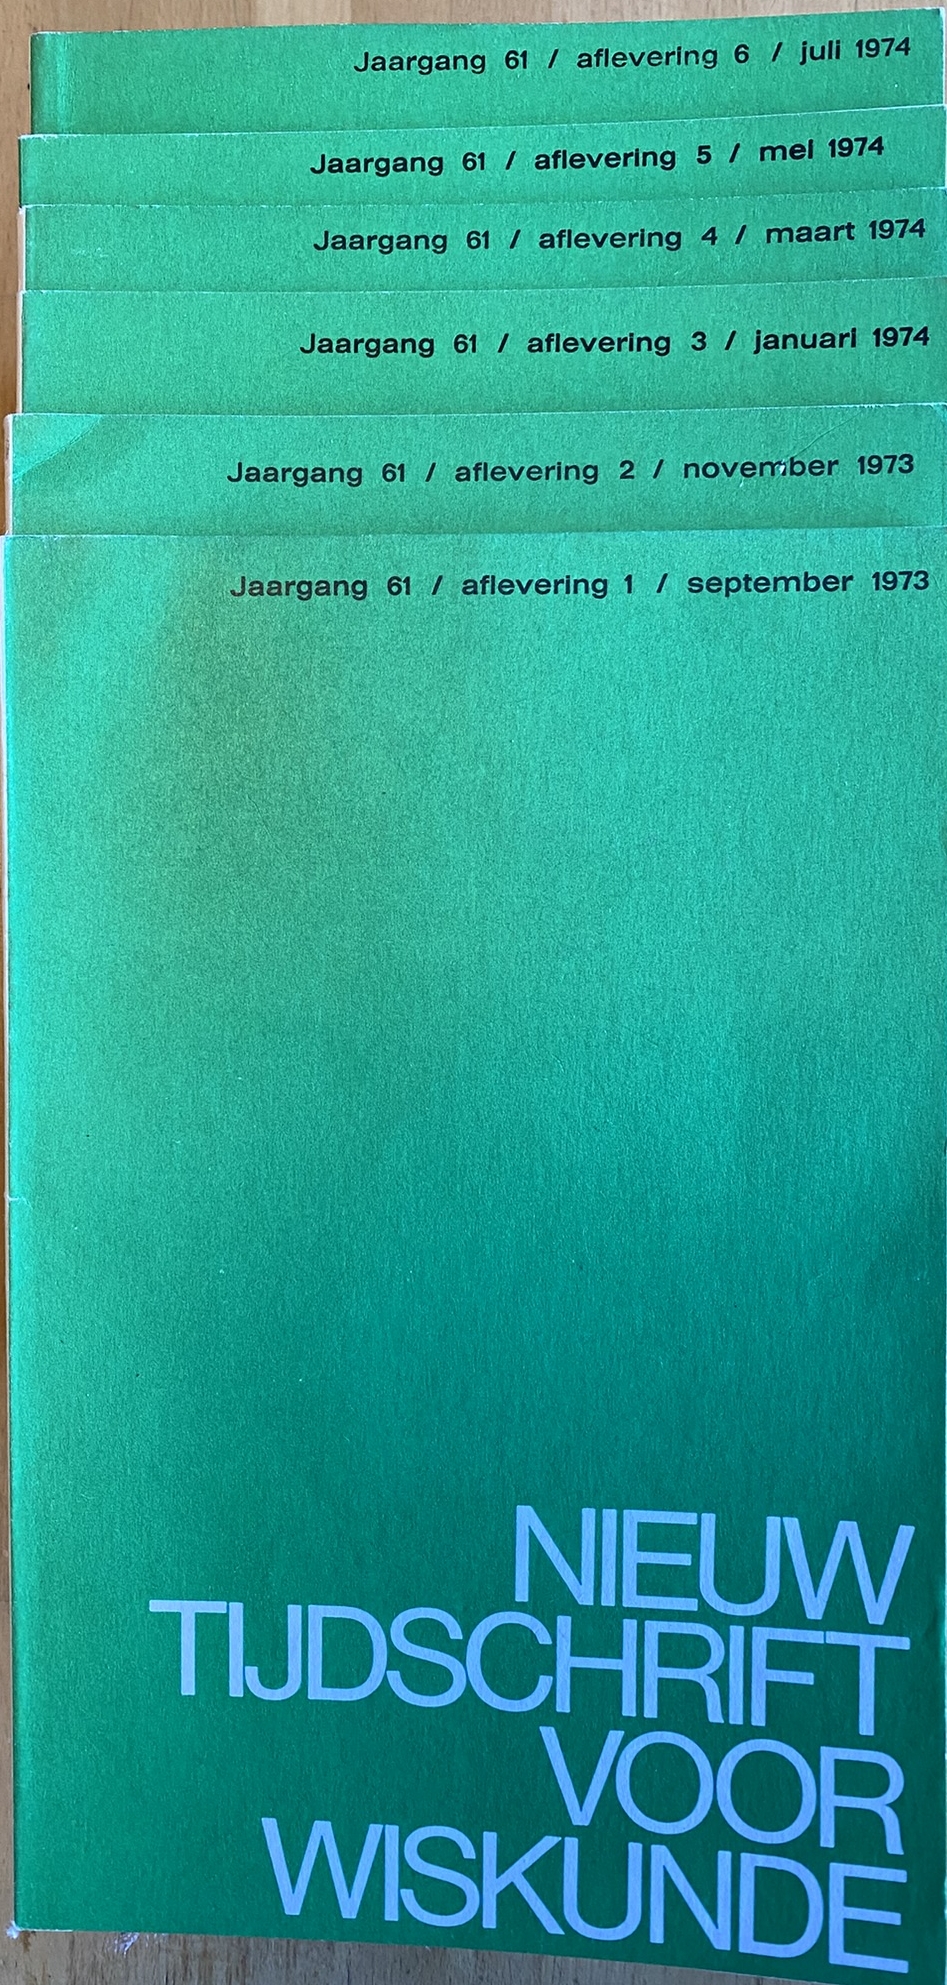 Jaargang 61 / aflevering 6 / juli 1974
Jaargang 61 / aflevering 5 / mei 1974
Jaargang 61 / aflevering 4 / maart 1974
Jaargang 61 / aflevering 3 / januari 1974
Jaargang 61 / aflevering 2 / november 1973
Jaargang 61 / aflevering 1 / september 1973
NIEUW
TIJDSCHRIFT
VOOR
WISKUNDE